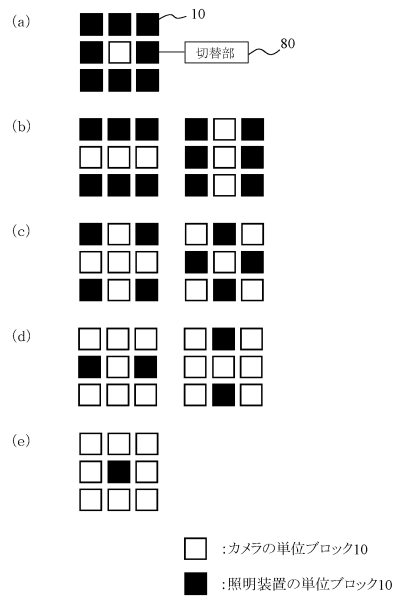 (a)
10
切替部
80
(b)
(c)
(d)
(e)
:カメラの単位ブロック10
:照明装置の単位ブロック10